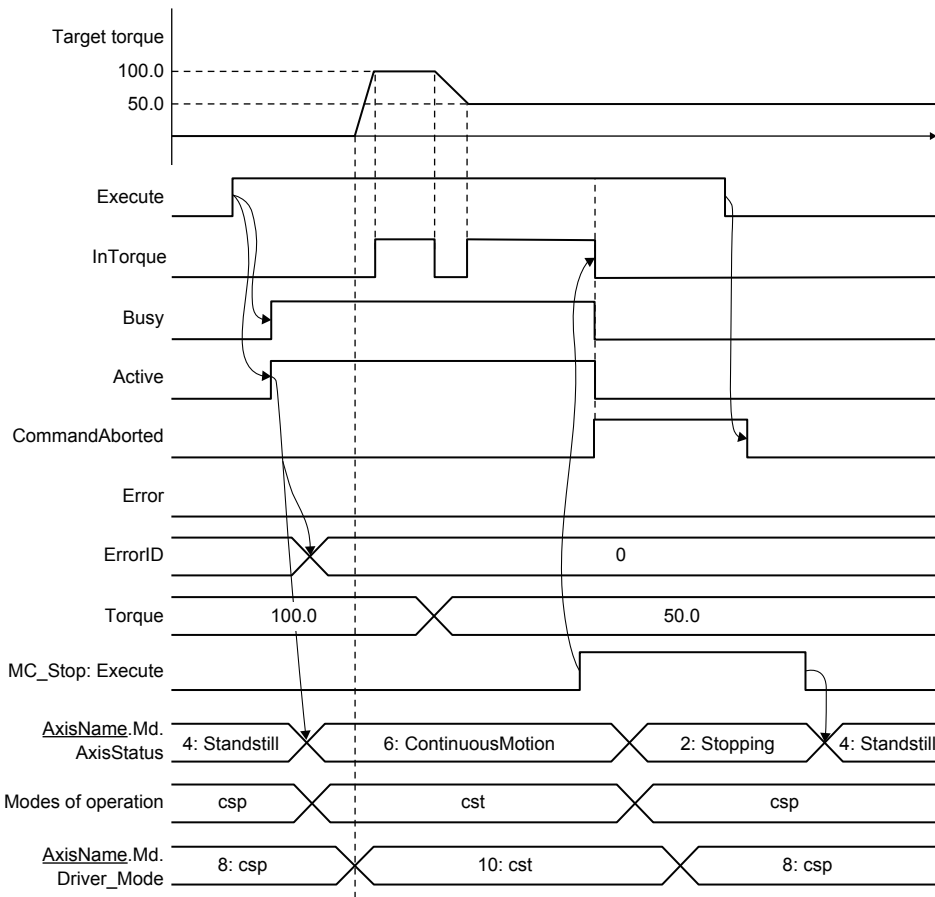 Target torque
100.0
50.0
Execute
InTorque
Busy
Active
CommandAborted
Error
ErrorID
0
Torque
100.0
50.0
MC_Stop: Execute
AxisName.Md.
AxisStatus
4: Standstill
6: ContinuousMotion
2: Stopping
4: Standstill
Modes of operation
csp
cst
csp
AxisName.Md.
Driver_Mode
8: csp
10: cst
8: csp